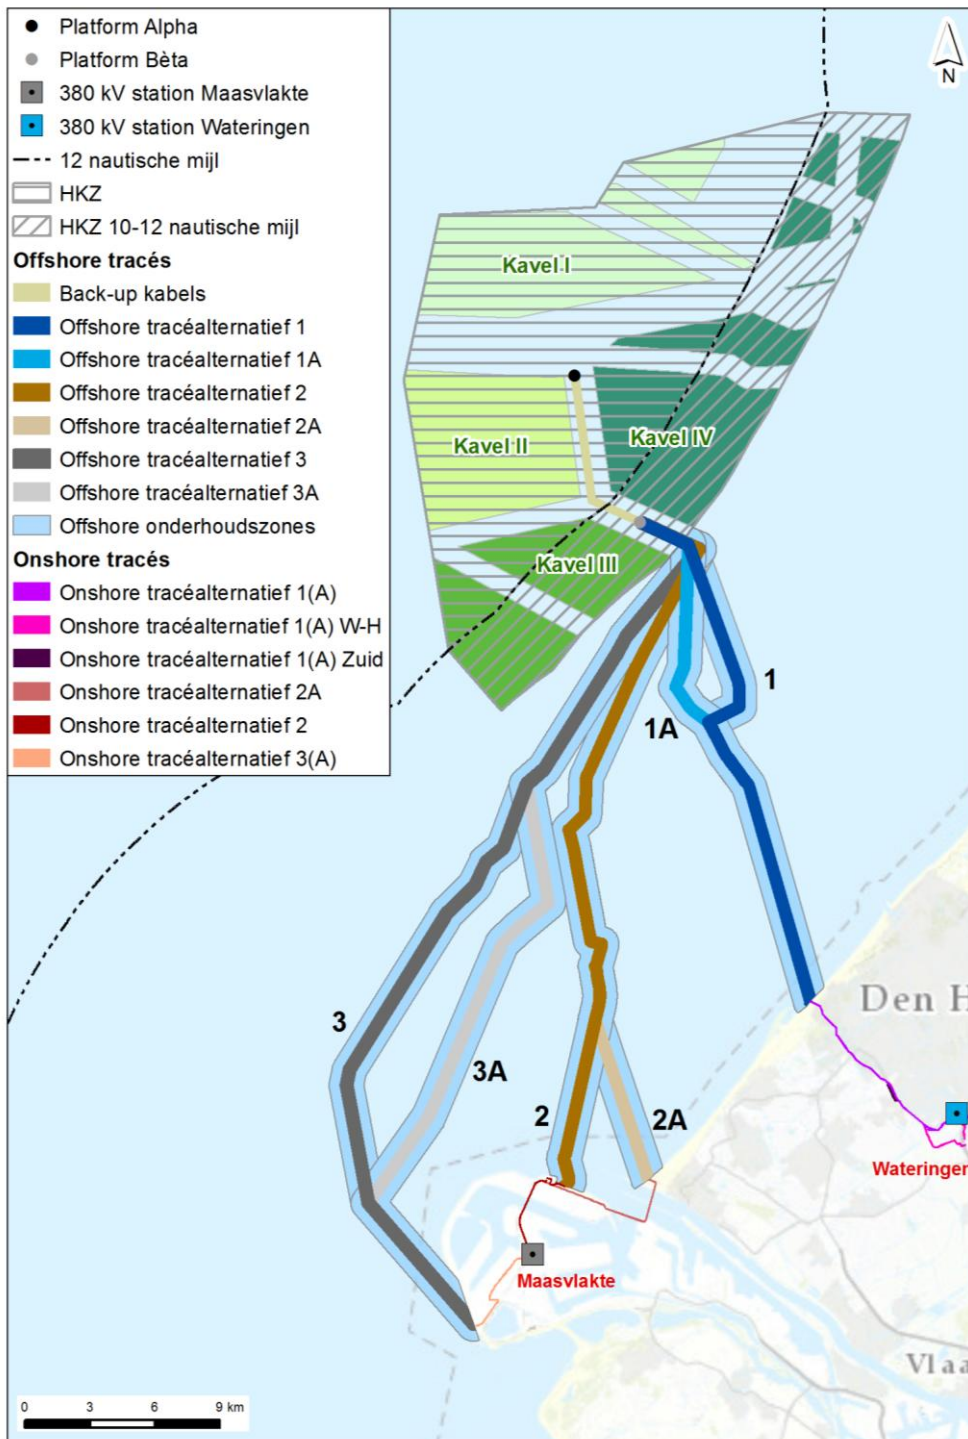 Platform Alpha
Platform Bèta
380 kV station Maasvlakte
380 kV station Wateringen
12 nautische mijl
HKZ
HKZ 10-12 nautische mijl
Offshore tracés
Back-up kabels
Offshore tracéalternatief 1
Offshore tracéalternatief 1A
Offshore tracéalternatief 2
Offshore tracéalternatief 2A
Offshore tracéalternatief 3
Offshore tracéalternatief 3A
Offshore onderhoudszones
Onshore tracés
Onshore tracéalternatief 1(A)
Onshore tracéalternatief 1(A) W-H
Onshore tracéalternatief 1(A) Zuid
Onshore tracéalternatief 2A
Onshore tracéalternatief 2
Onshore tracéalternatief 3(A)
N
Kavel I
Kavel II
Kavel IV
Kavel III
1
1A
Den H
3
3A
2
2A
Wateringen
Maasvlakte
Vlaa
0 3 6 9 km